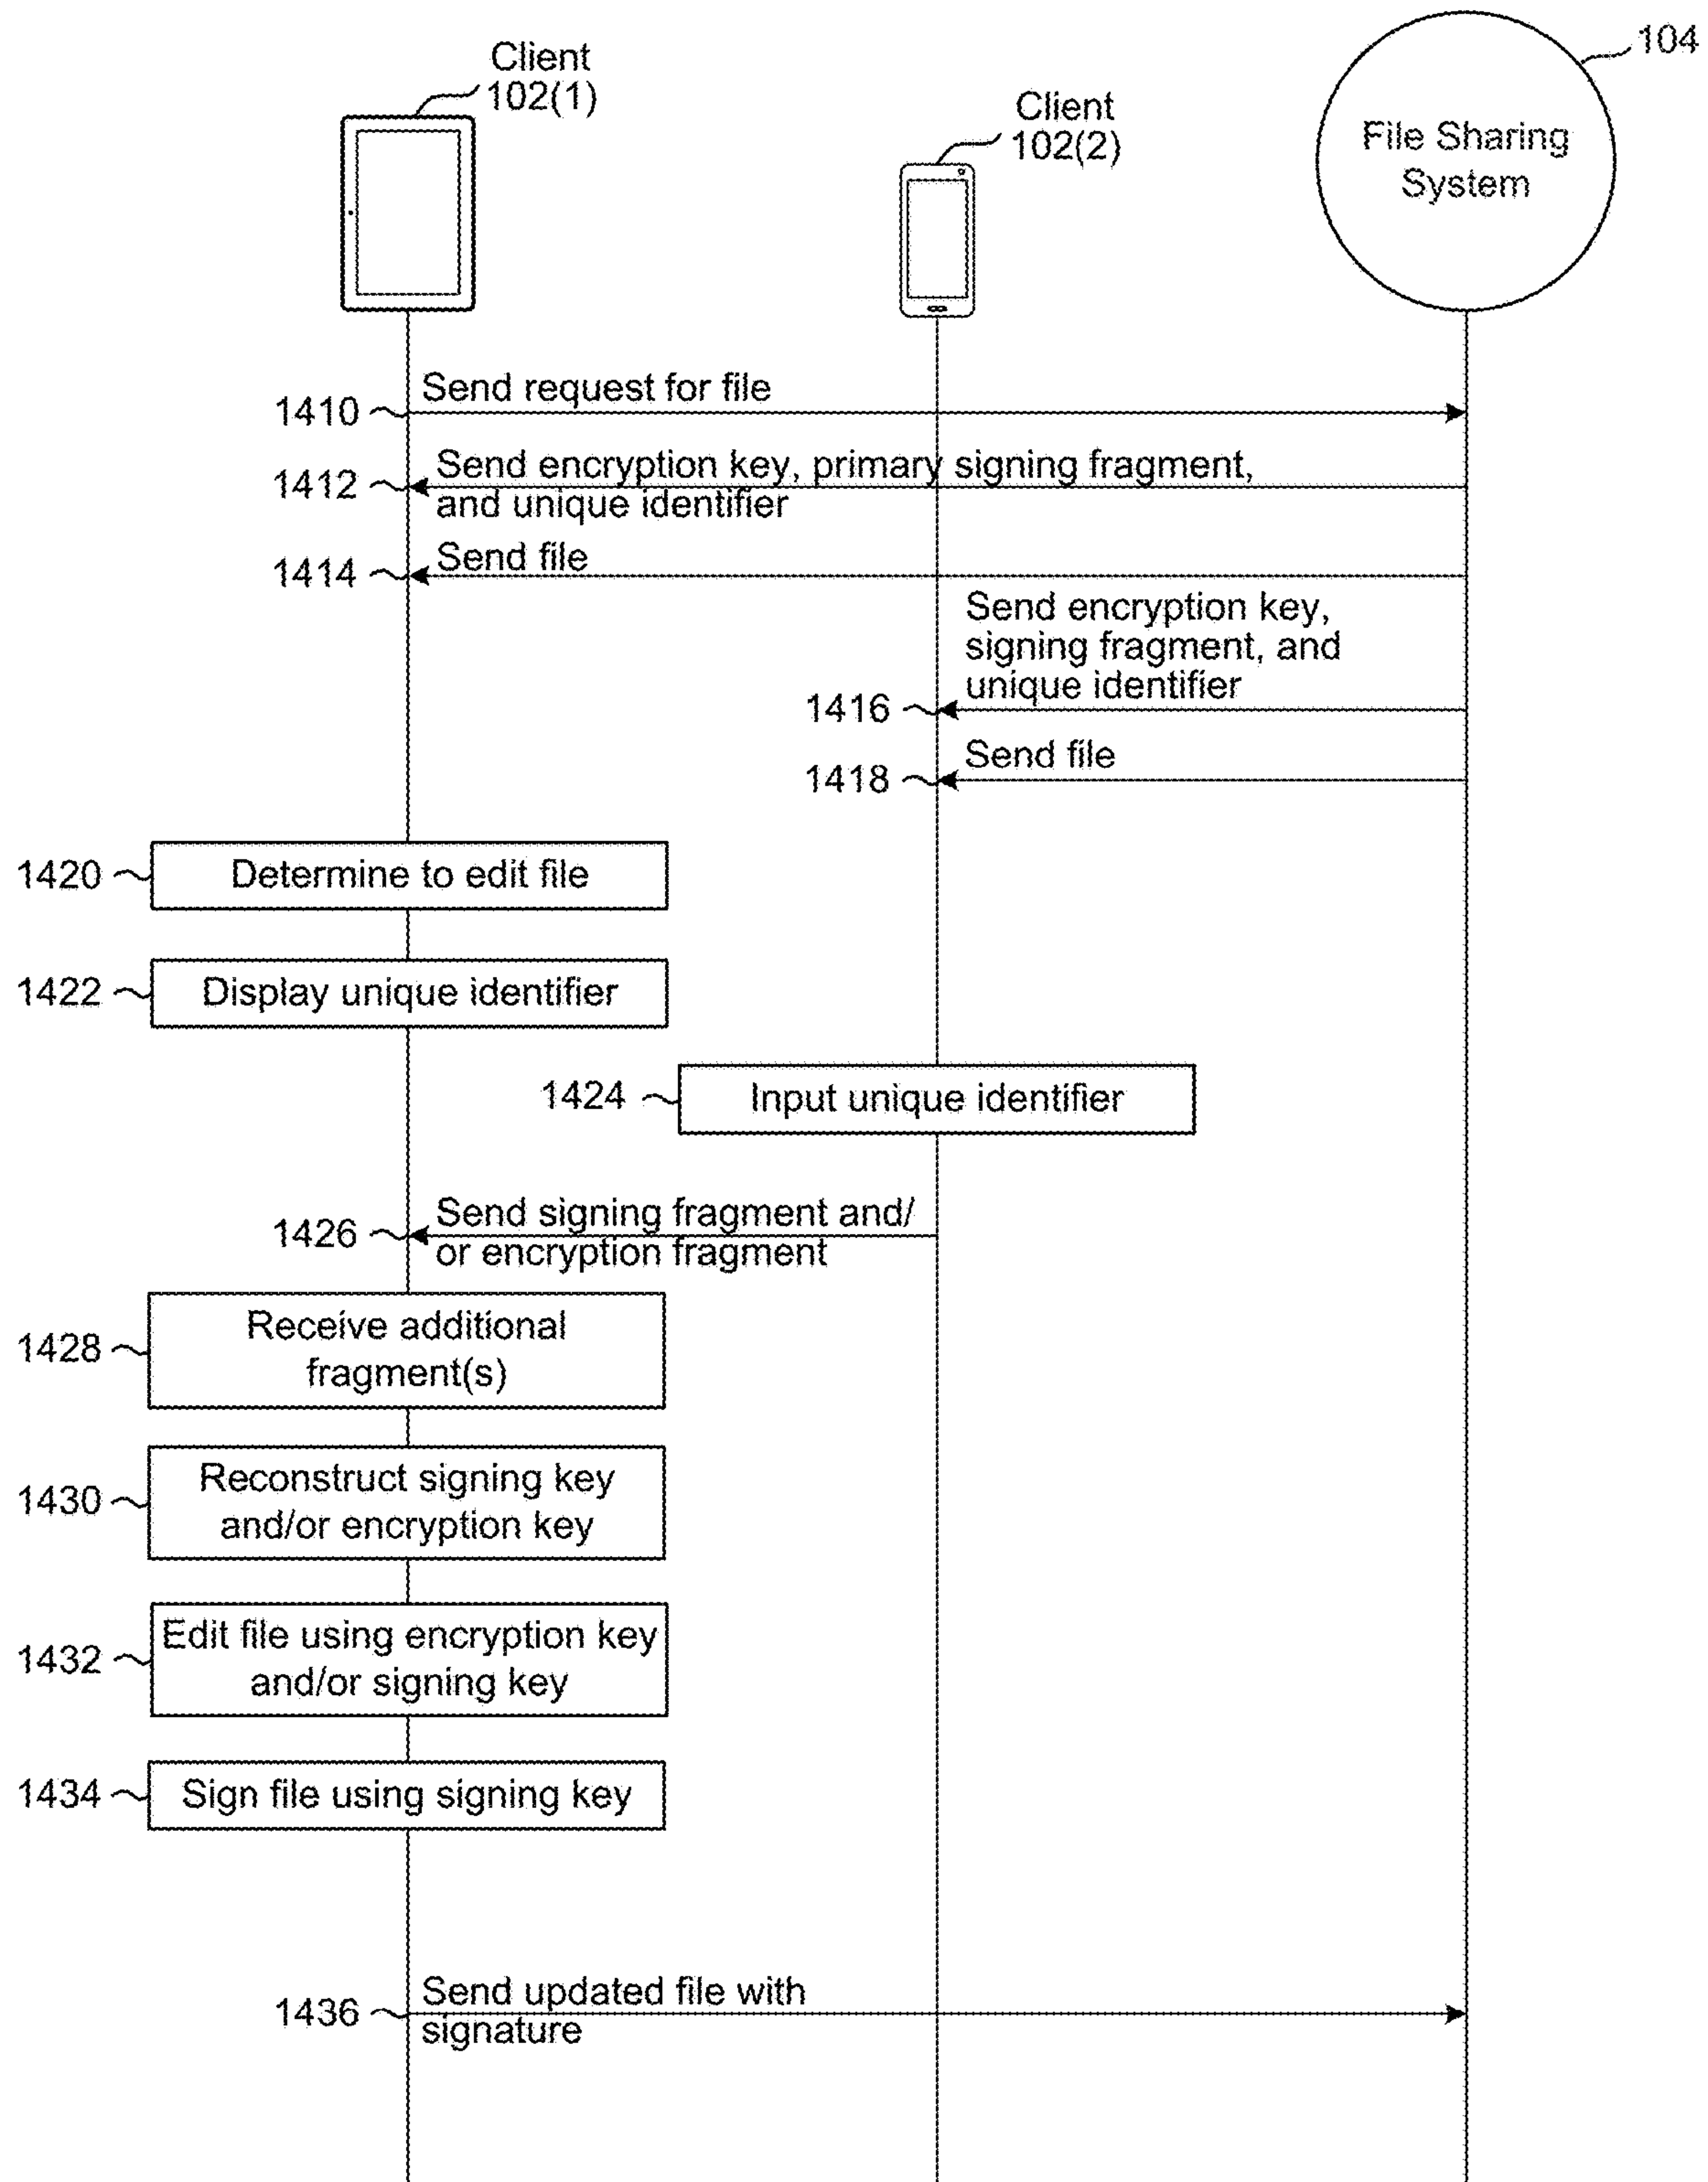 Client
102(1)
Client
102(2)
104
File Sharing
System
Send request for file
1410
Send encryption key, primary signing fragment,
1412
and unique identifier
Send file
1414
Send encryption key,
signing fragment, and
unique identifier
1416
Send file
1418
1420
Determine to edit file
1422
Display unique identifier
1424
Input unique identifier
Send signing fragment and/
1426
or encryption fragment
1428
Receive additional
fragment(s)
1430
Reconstruct signing key
and/or encryption key
1432
Edit file using encryption key
and/or signing key
1434
Sign file using signing key
Send updated file with
1436
signature